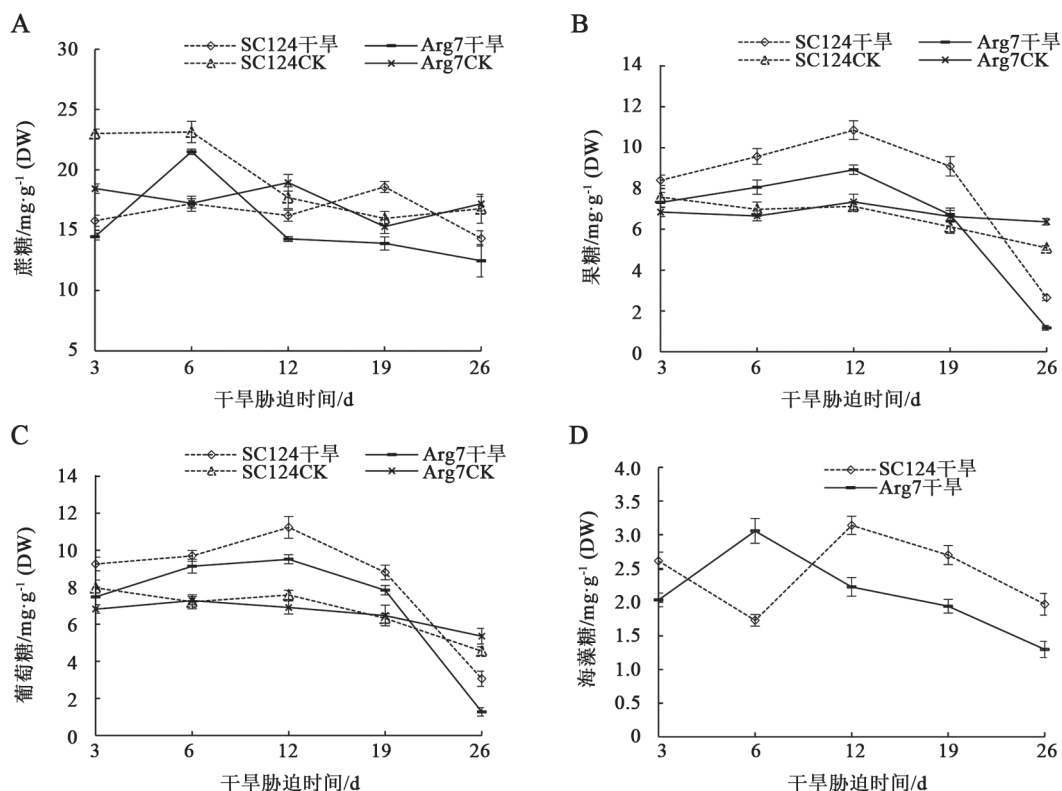 A
SC124干旱
Arg7干旱
SC124CK
Arg7CK
30
25
20
15
10
5
蔗糖/mg·g⁻¹ (DW)
3 6 12 19 26
干旱胁迫时间/d
B
SC124干旱
Arg7干旱
SC124CK
Arg7CK
14
12
10
8
6
4
2
0
果糖/mg·g⁻¹ (DW)
3 6 12 19 26
干旱胁迫时间/d
C
SC124干旱
Arg7干旱
SC124CK
Arg7CK
14
12
10
8
6
4
2
0
葡萄糖/mg·g⁻¹ (DW)
3 6 12 19 26
干旱胁迫时间/d
D
SC124干旱
Arg7干旱
4.0
3.5
3.0
2.5
2.0
1.5
1.0
0.5
0
海藻糖/mg·g⁻¹ (DW)
3 6 12 19 26
干旱胁迫时间/d